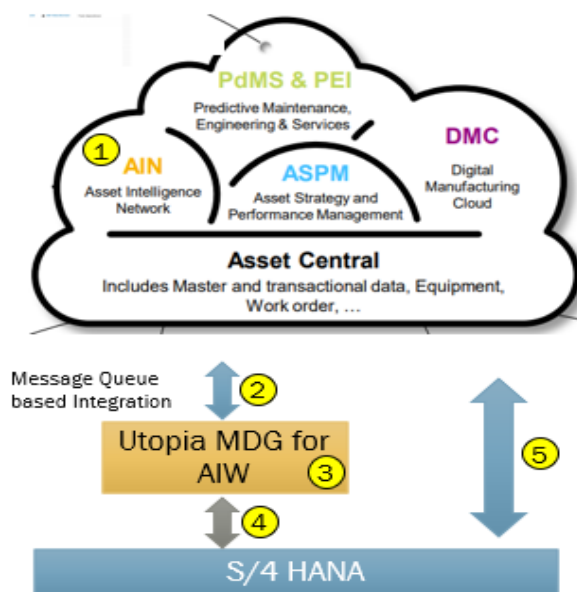 PdMS & PEI
Predictive Maintenance,
Engineering & Services
DMC
Digital
Manufacturing
Cloud
1
AIN
Asset Intelligence
Network
ASPM
Asset Strategy and
Performance Management
Asset Central
Includes Master and transactional data, Equipment,
Work order, …
Message Queue
based Integration
2
Utopia MDG for
AIW
3
4
5
S/4 HANA